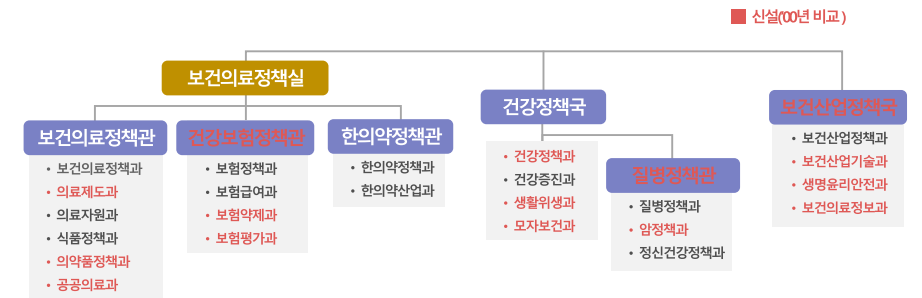 신설('00년 비교)
보건의료정책실
보건의료정책관
• 보건의료정책과
• 의료제도과
• 의료자원과
• 식품정책과
• 의약품정책과
• 공공의료과
건강보험정책관
• 보험정책과
• 보험급여과
• 보험약제과
• 보험평가과
한의약정책관
• 한의약정책과
• 한의약산업과
건강정책국
• 건강정책과
• 건강증진과
• 생활위생과
• 모자보건과
질병정책관
• 질병정책과
• 암정책과
• 정신건강정책과
보건산업정책국
• 보건산업정책과
• 보건산업기술과
• 생명윤리안전과
• 보건의료정보과